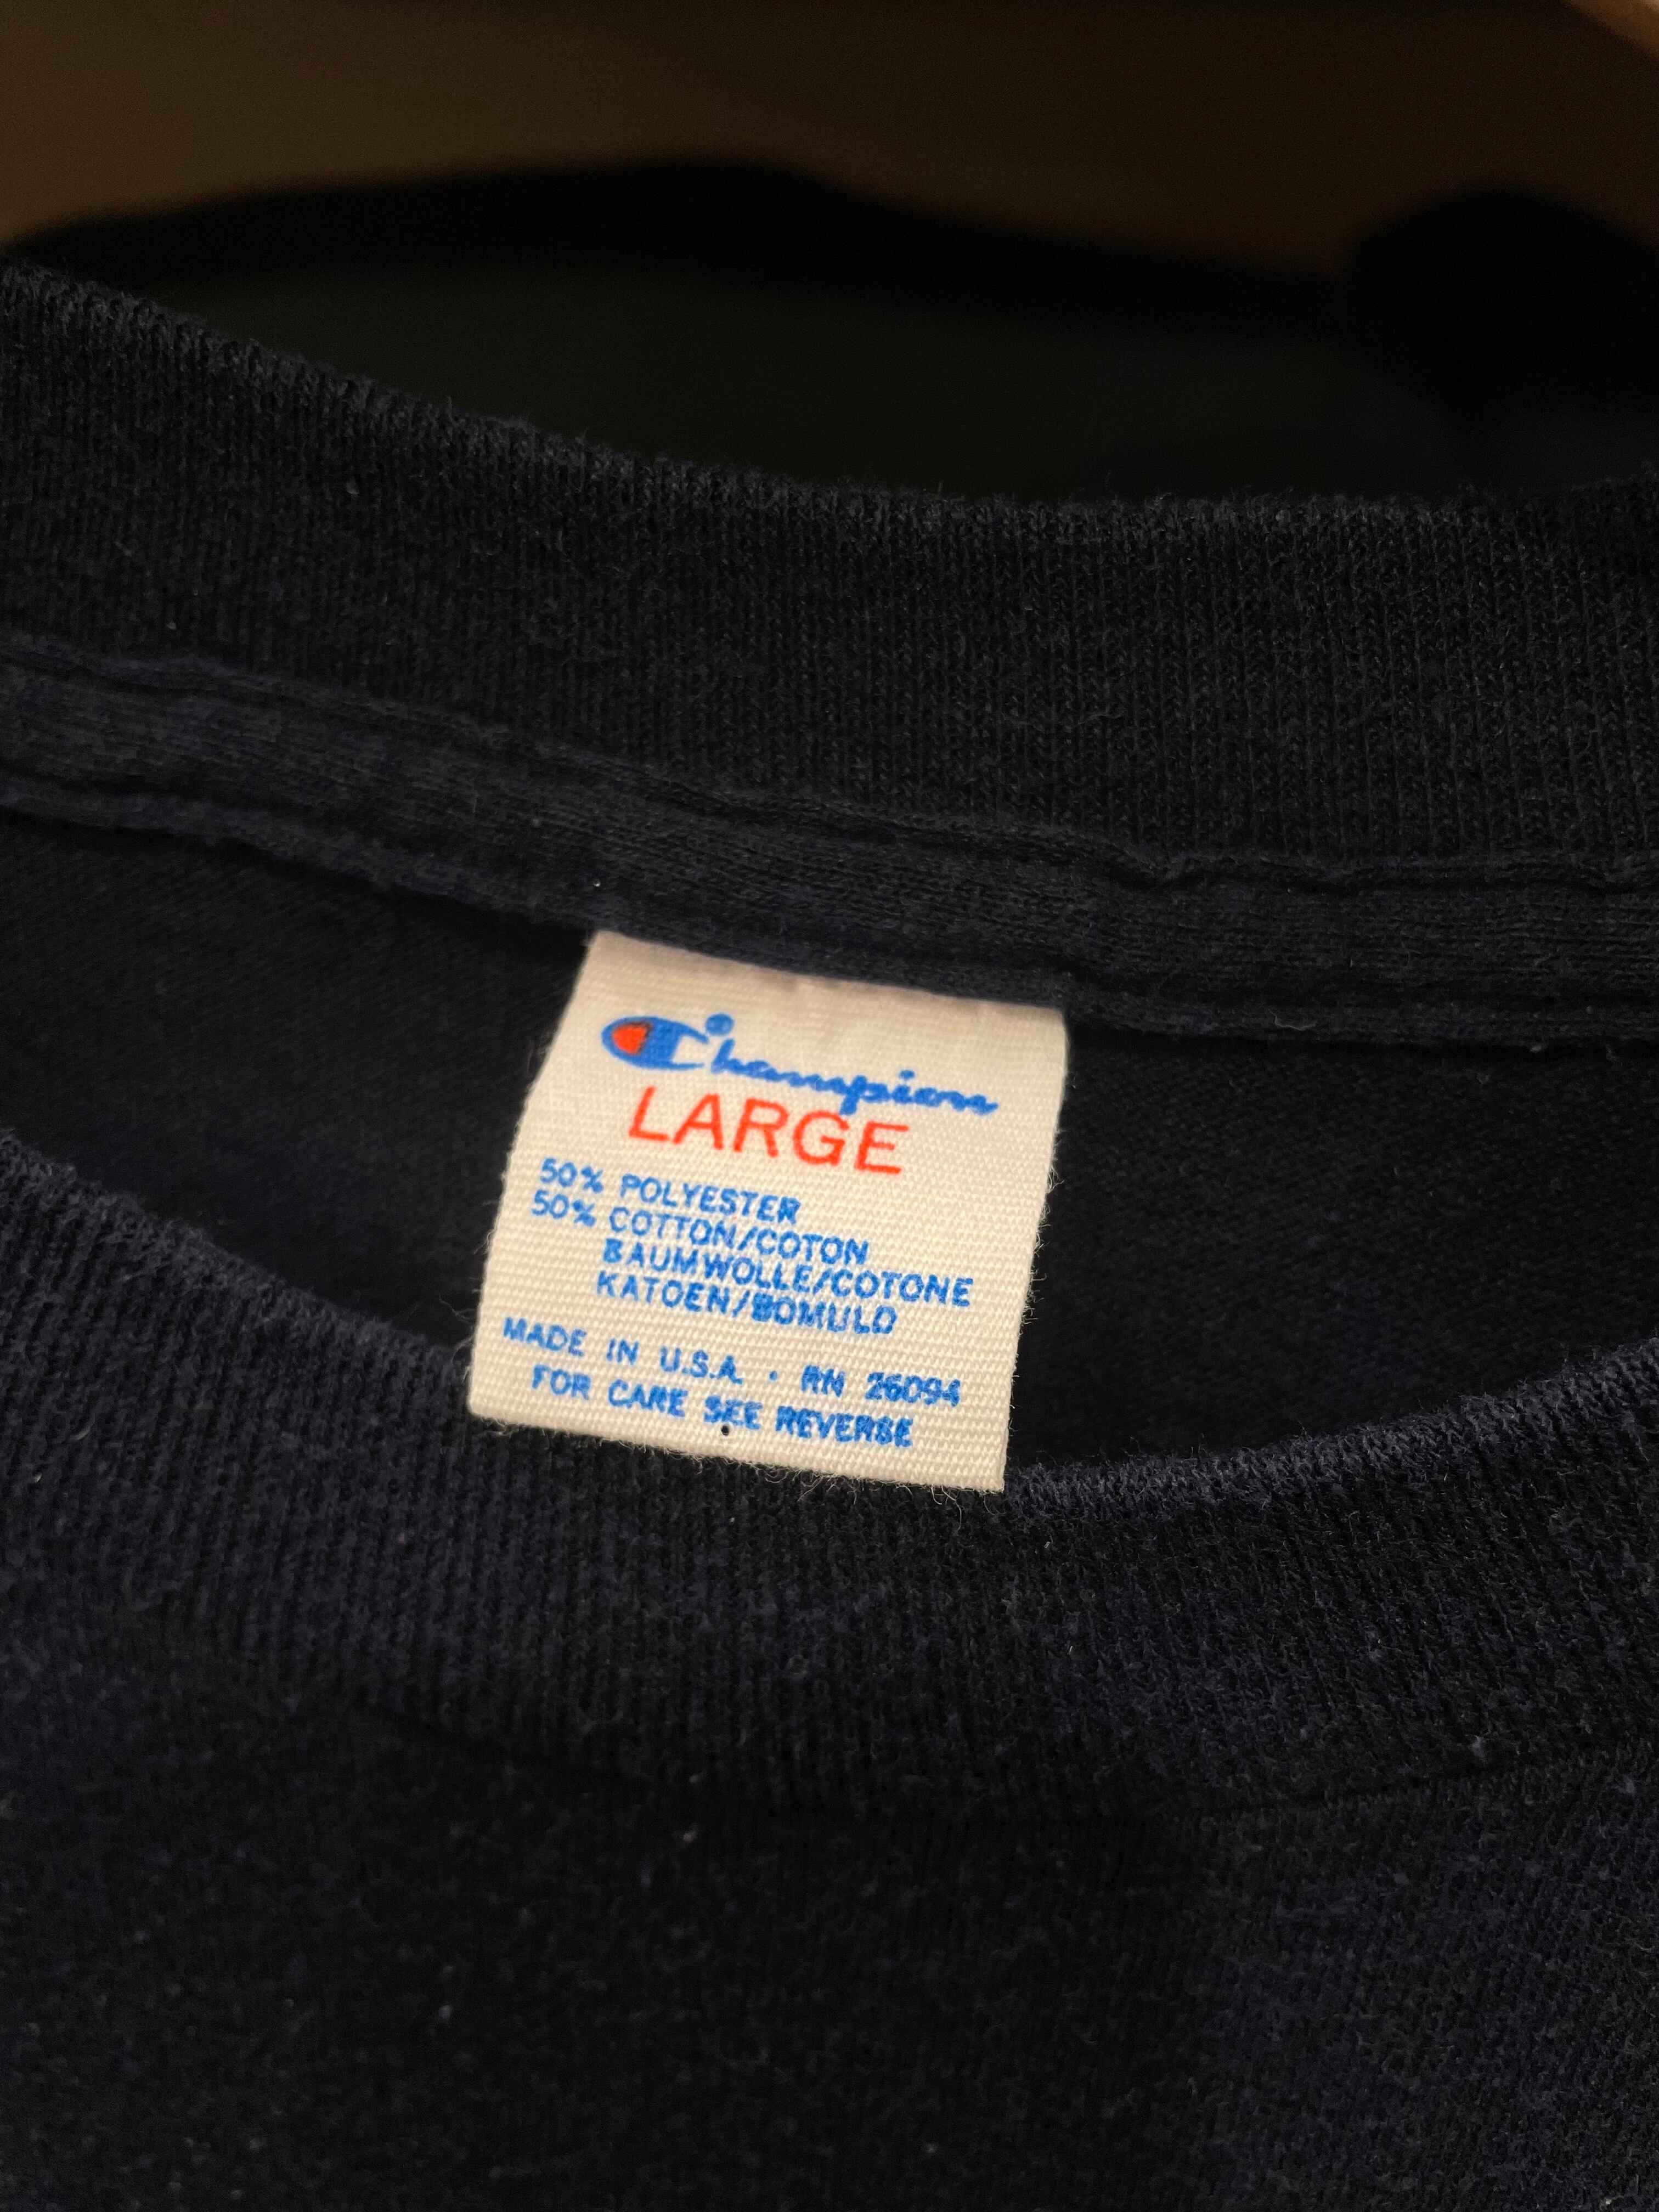 Champion
LARGE
50% POLYESTER
50% COTTON/COTON
BAUMWOLLE/COTONE
KATOEN/BOMULD
MADE IN U.S.A. · RN 26094
FOR CARE SEE REVERSE